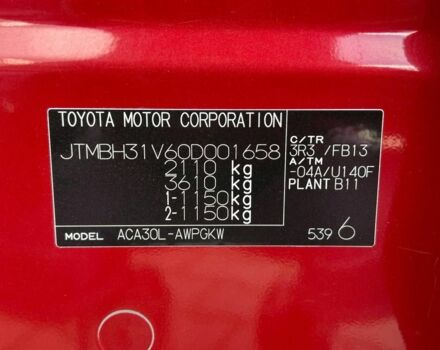 TOYOTA MOTOR CORPORATION
JTMBH31V60D001658
2110 kg
3610 kg
1-1150 kg
2-1150 kg
C/TR
3R3 /FB13
A/TM
-04A/U140F
PLANT B11
MODEL ACA30L-AWPGKW
539 6